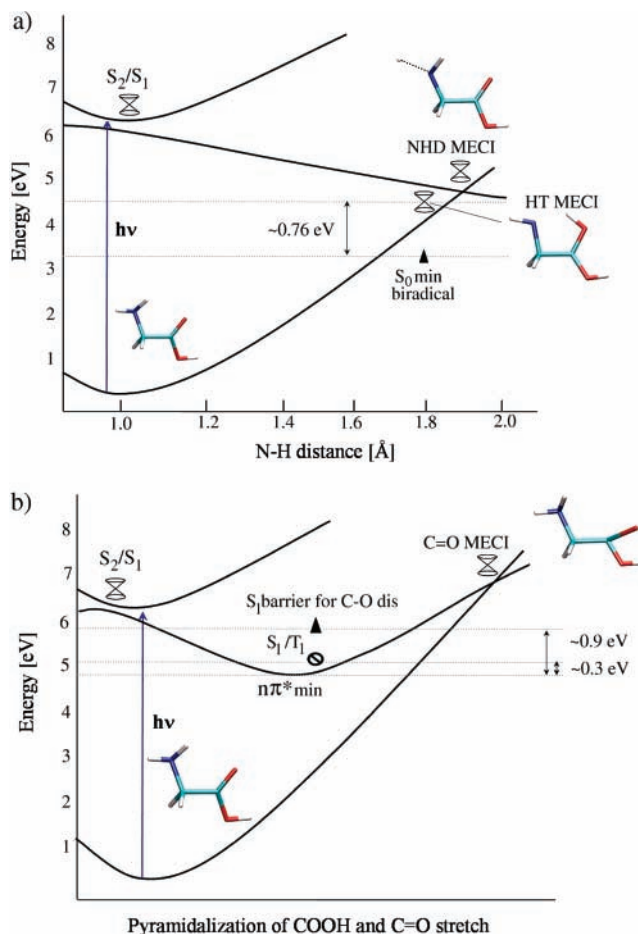 a)
8
7
6
5
4
3
2
1
Energy [eV]
S₂/S₁
hν
~0.76 eV
NHD MECI
HT MECI
S₀ min
biradical
1.0
1.2
1.4
1.6
1.8
2.0
N-H distance [Å]
b)
8
7
6
5
4
3
2
1
Energy [eV]
S₂/S₁
hν
C=O MECI
S₁ barrier for C-O dis
S₁/T₁
nπ* min
~0.9 eV
~0.3 eV
Pyramidalization of COOH and C=O stretch